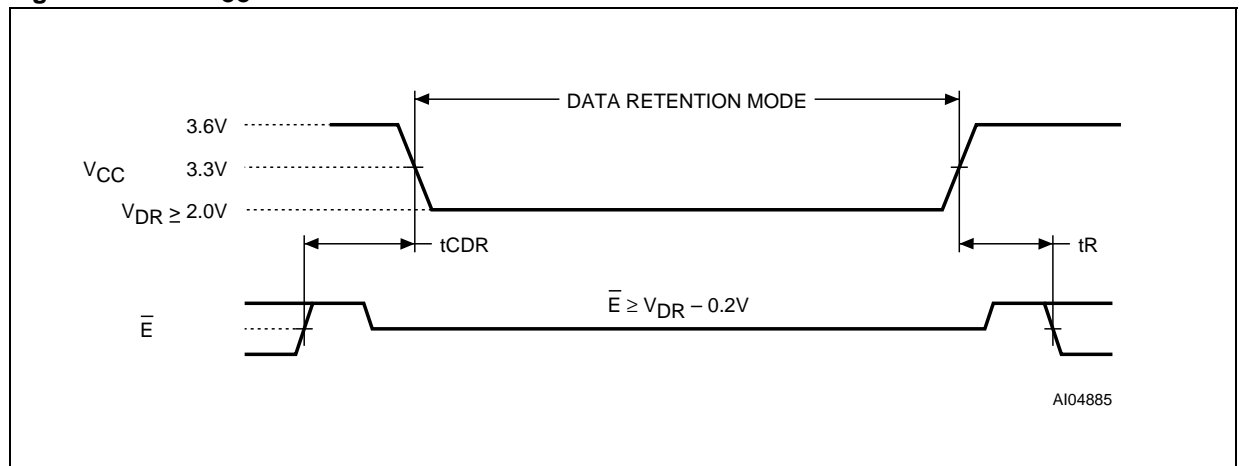 DATA RETENTION MODE
3.6V
VCC 3.3V
VDR ≥ 2.0V
tCDR
tR
E̅ ≥ VDR – 0.2V
E̅
AI04885